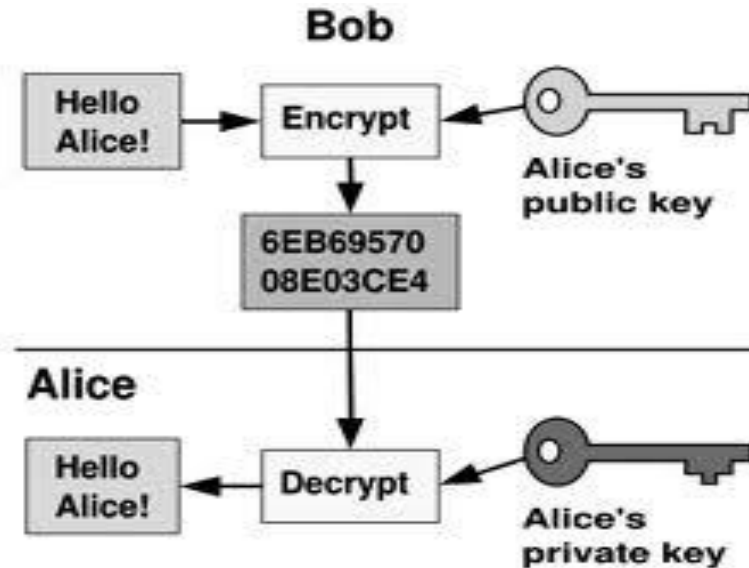 Bob
Hello
Alice!
Encrypt
Alice's
public key
6EB69570
08E03CE4
Alice
Hello
Alice!
Decrypt
Alice's
private key